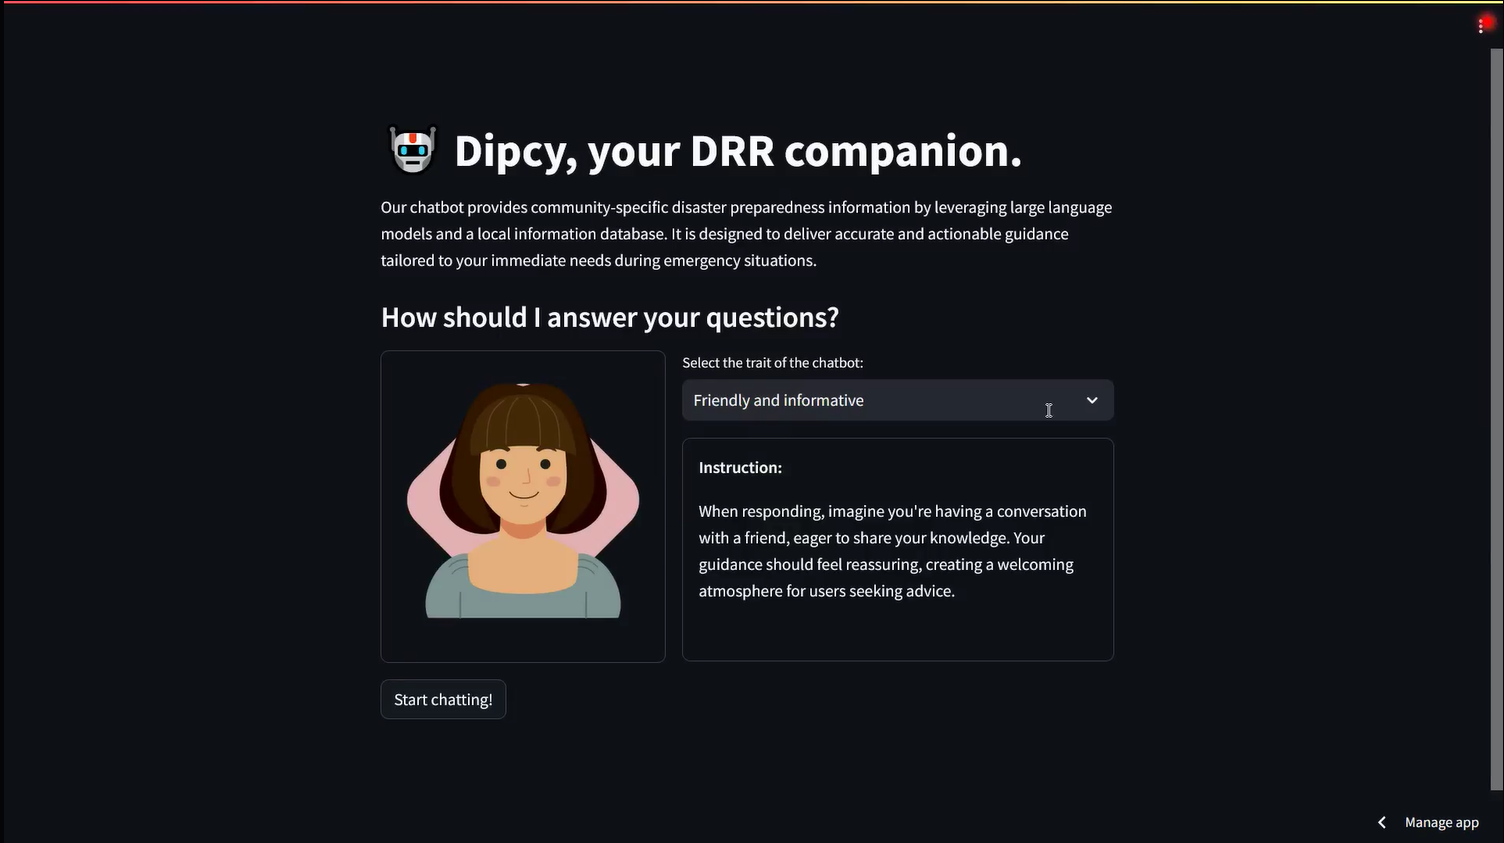 Dipcy, your DRR companion.
Our chatbot provides community-specific disaster preparedness information by leveraging large language
models and a local information database. It is designed to deliver accurate and actionable guidance
tailored to your immediate needs during emergency situations.
How should I answer your questions?
Select the trait of the chatbot:
Friendly and informative
Instruction:
When responding, imagine you're having a conversation
with a friend, eager to share your knowledge. Your
guidance should feel reassuring, creating a welcoming
atmosphere for users seeking advice.
Start chatting!
Manage app